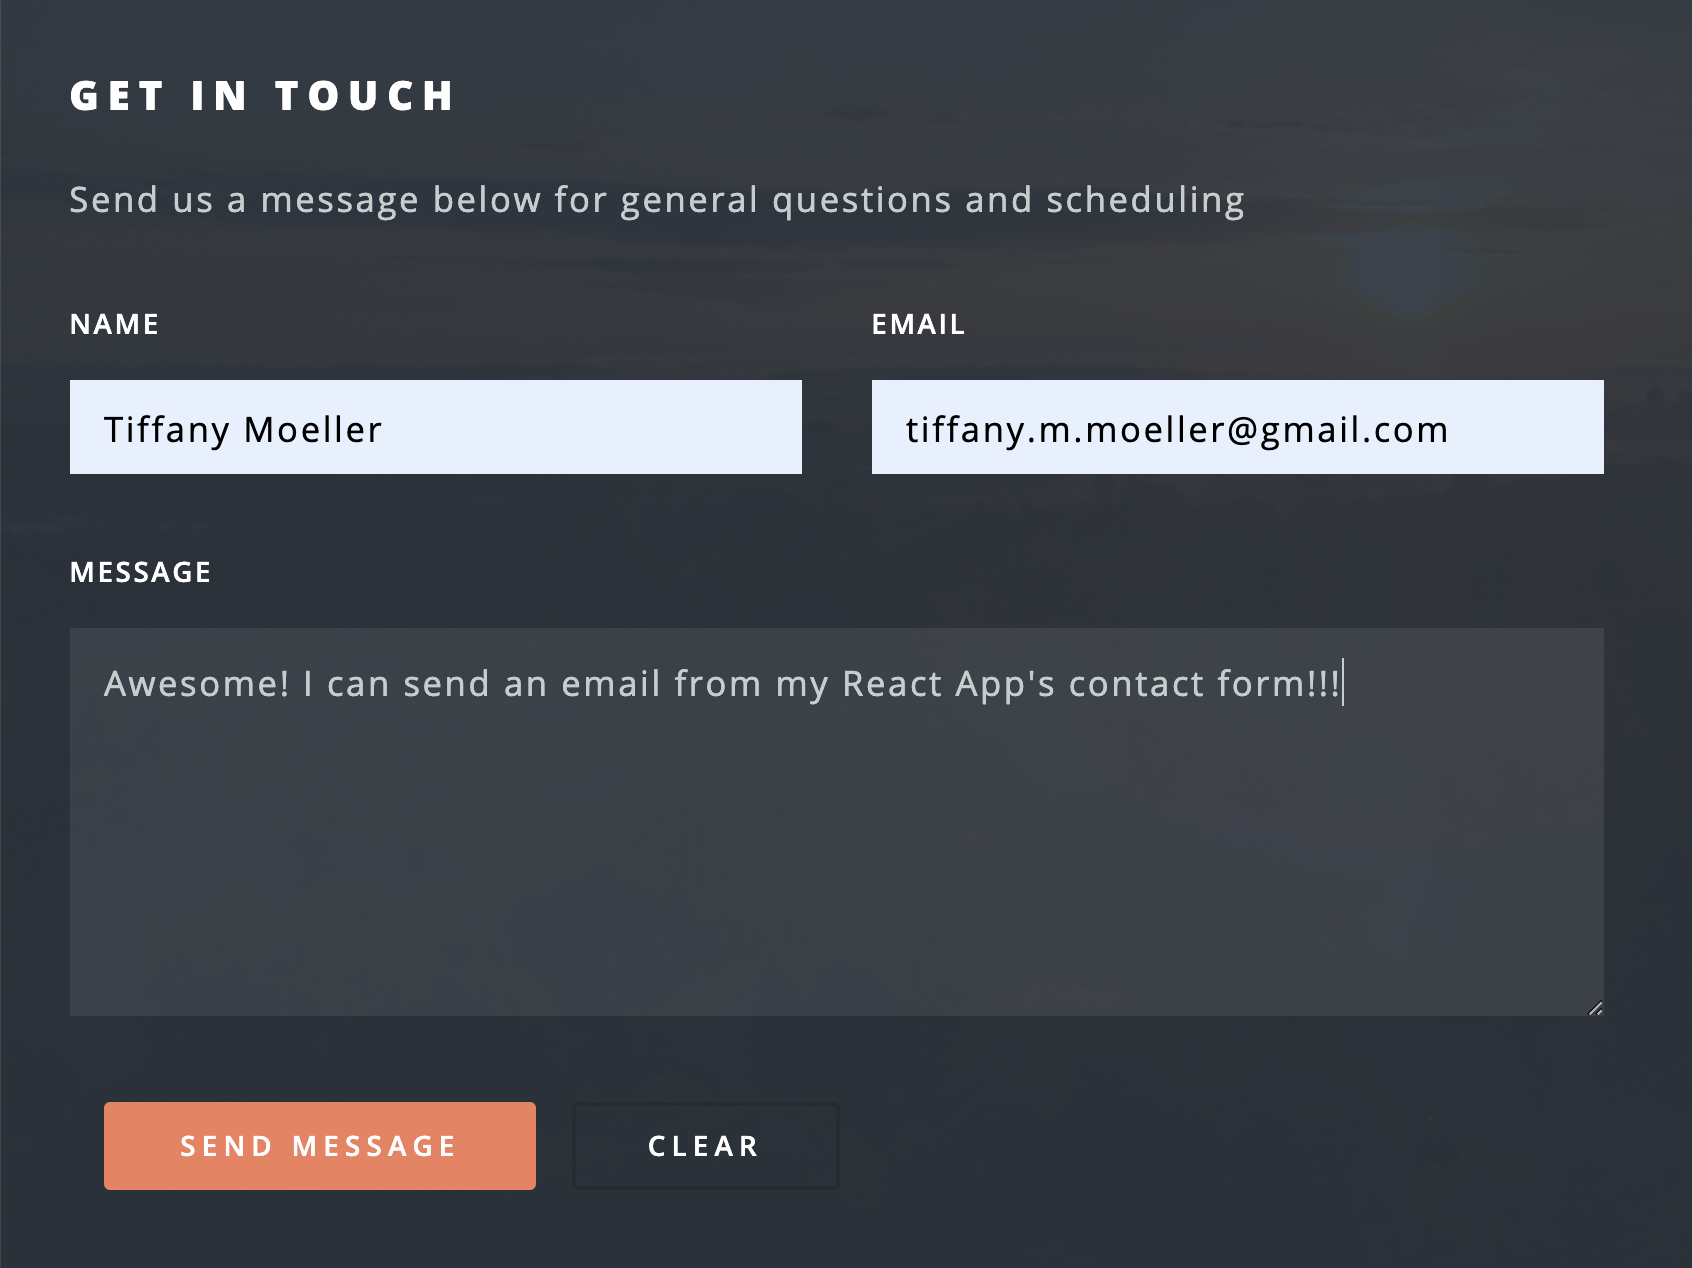 GET IN TOUCH
Send us a message below for general questions and scheduling
NAME
EMAIL
Tiffany Moeller
tiffany.m.moeller@gmail.com
MESSAGE
Awesome! I can send an email from my React App's contact form!!!
SEND MESSAGE
CLEAR